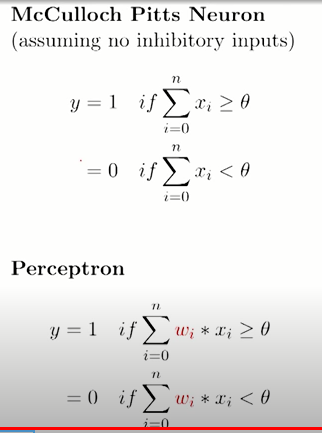 McCulloch Pitts Neuron
(assuming no inhibitory inputs)
y = 1 if ∑_{i=0}^{n} x_i ≥ θ
= 0 if ∑_{i=0}^{n} x_i < θ
Perceptron
y = 1 if ∑_{i=0}^{n} w_i * x_i ≥ θ
= 0 if ∑_{i=0}^{n} w_i * x_i < θ